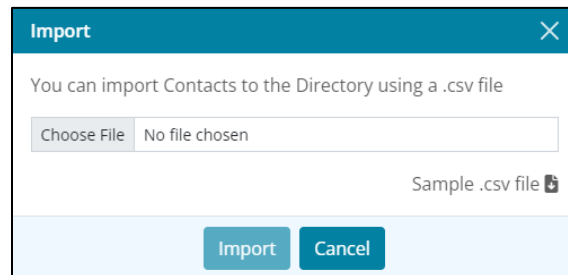 Import
You can import Contacts to the Directory using a .csv file
Choose File No file chosen
Sample .csv file
Import Cancel